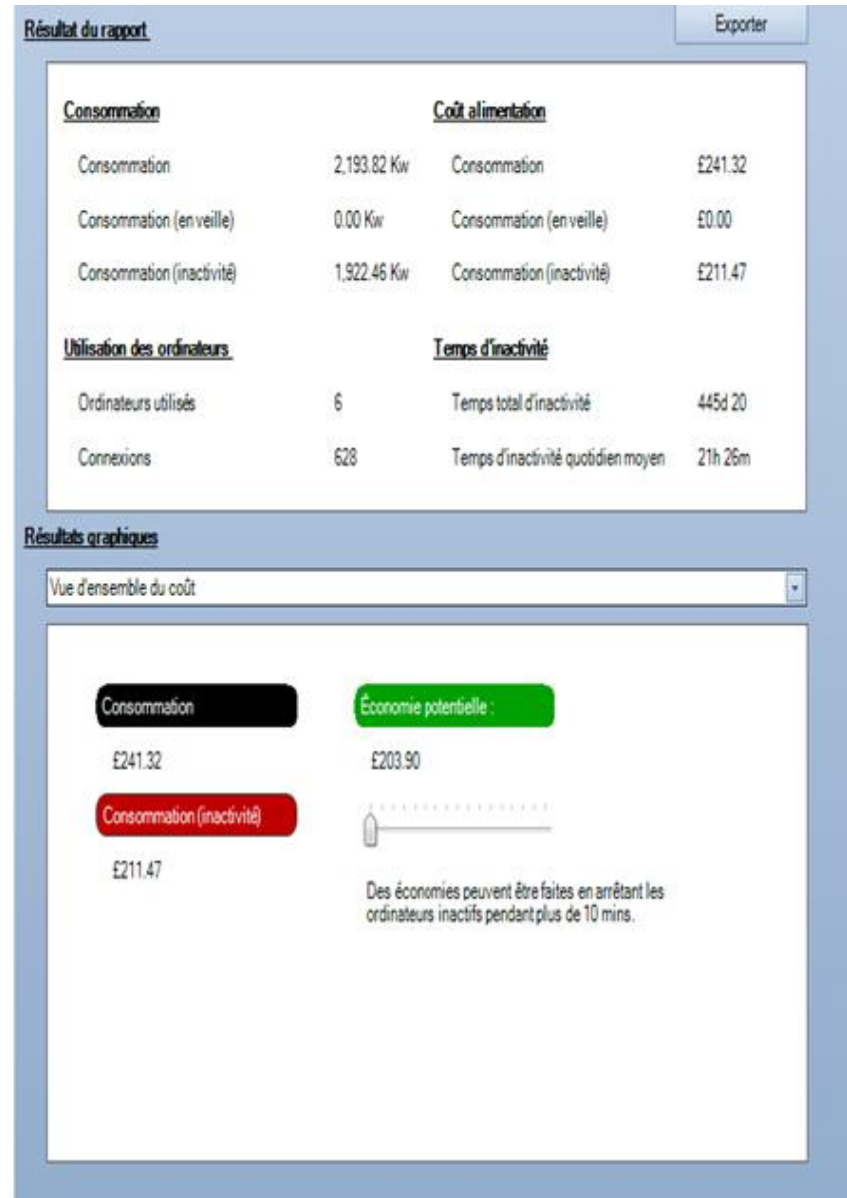 Résultat du rapport
Exporter
Consommation
Coût alimentation
Consommation 2,193.82 Kw Consommation £241.32
Consommation (en veille) 0.00 Kw Consommation (en veille) £0.00
Consommation (inactivité) 1,922.46 Kw Consommation (inactivité) £211.47
Utilisation des ordinateurs
Temps d'inactivité
Ordinateurs utilisés 6 Temps total d'inactivité 445d 20
Connexions 628 Temps d'inactivité quotidien moyen 21h 26m
Résultats graphiques
Vue d'ensemble du coût
Consommation
Économie potentielle :
£241.32
£203.90
Consommation (inactivité)
£211.47
Des économies peuvent être faites en arrêtant les
ordinateurs inactifs pendant plus de 10 mins.